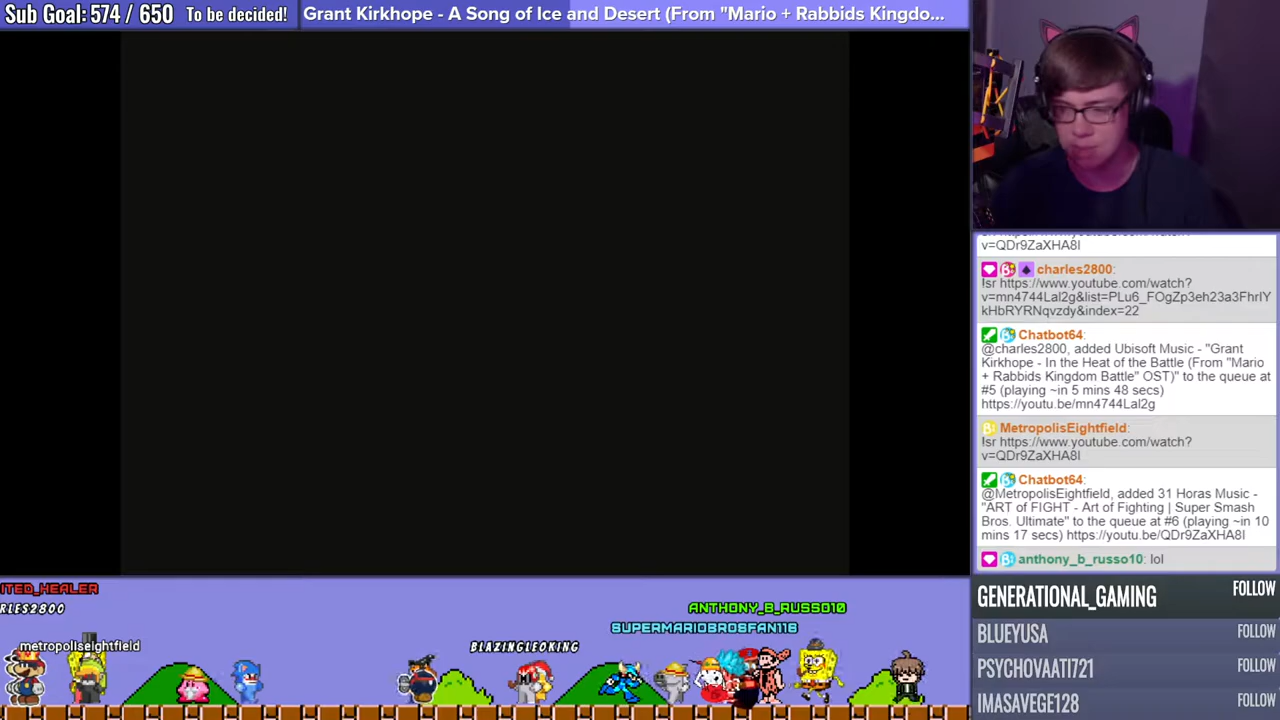 Sub Goal: 574 / 650 To be decided!
Grant Kirkhope - A Song of Ice and Desert (From "Mario + Rabbids Kingdo...
v=QDr9ZaXHA8I
charles2800:
!sr https://www.youtube.com/watch?
v=mn4744Lal2g&list=PLu6_FOgZp3eh23a3FhrIY
kHbRYRNqvzdy&index=22
Chatbot64:
@charles2800, added Ubisoft Music - "Grant
Kirkhope - In the Heat of the Battle (From "Mario
+ Rabbids Kingdom Battle" OST)" to the queue at
#5 (playing ~in 5 mins 48 secs)
https://youtu.be/mn4744Lal2g
MetropolisEightfield:
!sr https://www.youtube.com/watch?
v=QDr9ZaXHA8I
Chatbot64:
@MetropolisEightfield, added 31 Horas Music -
"ART of FIGHT - Art of Fighting | Super Smash
Bros. Ultimate" to the queue at #6 (playing ~in 10
mins 17 secs) https://youtu.be/QDr9ZaXHA8I
anthony_b_russo10: lol
GENERATIONAL_GAMING FOLLOW
BLUEYUSA FOLLOW
PSYCHOVAATI721 FOLLOW
IMASAVEGE128 FOLLOW
ITED_HEALER
RLES2800
metropoliseightfield
BLAZINGLEOKING
ANTHONY_B_RUSSO10
SUPERMARIOBROSFAN118